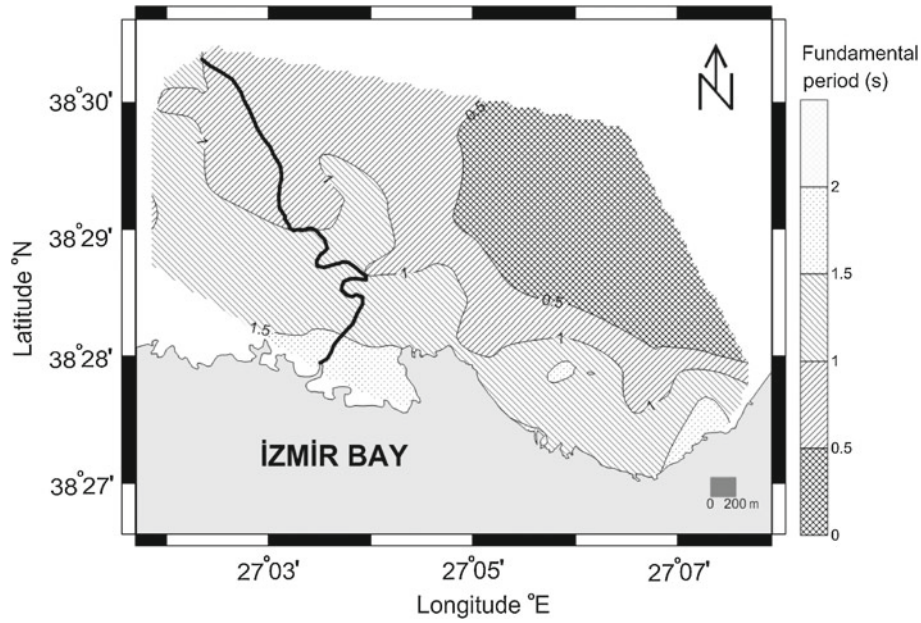 Fundamental
period (s)
N
38°30'
38°29'
38°28'
38°27'
Latitude °N
0.5
1
1
1
0.5
1.5
1
1
2
1.5
1
0.5
0
İZMİR BAY
0 200 m
27°03'
27°05'
27°07'
Longitude °E